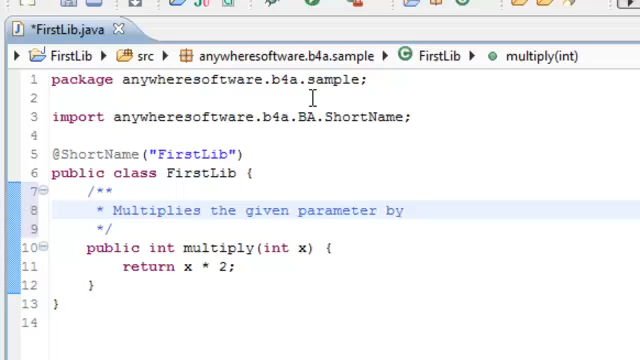 *FirstLib.java
FirstLib src anywheresoftware.b4a.sample FirstLib multiply(int)
1 package anywheresoftware.b4a.sample;
2
3 import anywheresoftware.b4a.BA.ShortName;
4
5 @ShortName("FirstLib")
6 public class FirstLib {
7 /**
8 * Multiplies the given parameter by
9 */
10 public int multiply(int x) {
11 return x * 2;
12 }
13 }
14